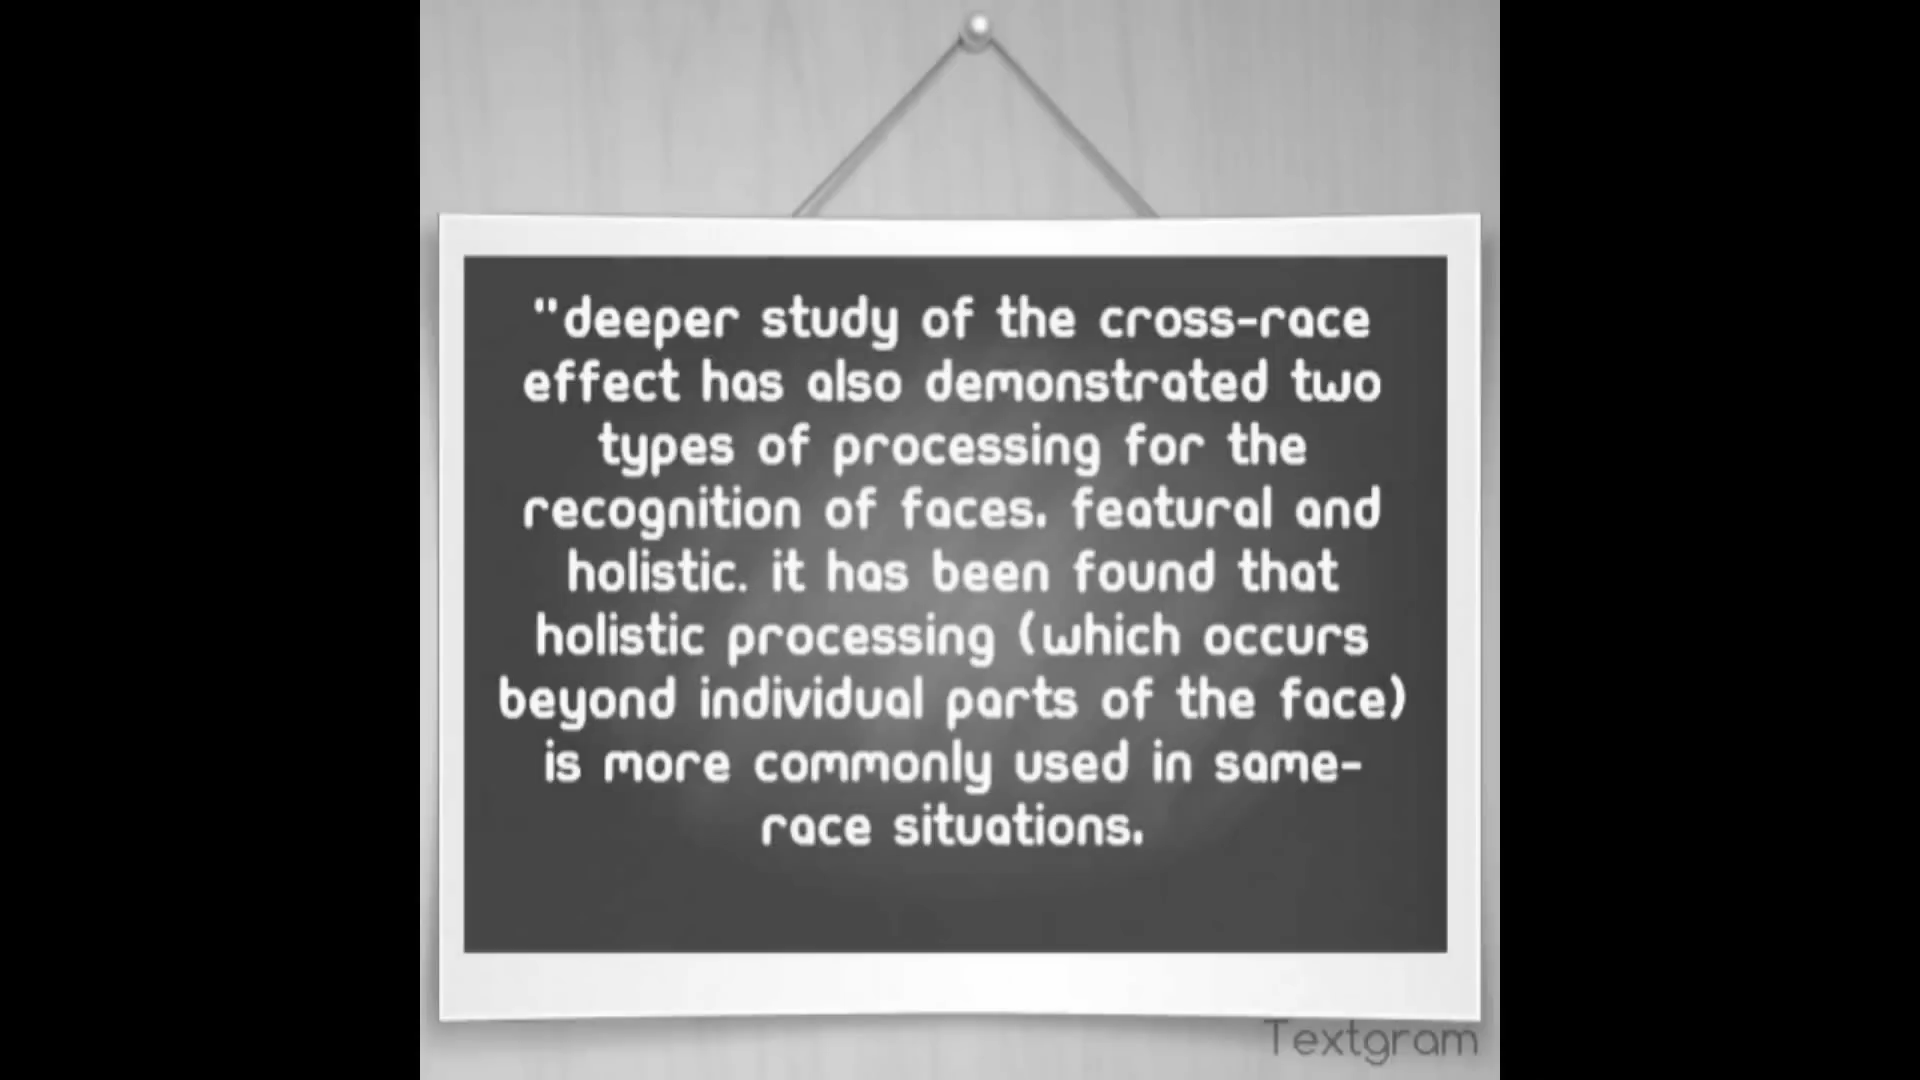 "deeper study of the cross-race
effect has also demonstrated two
types of processing for the
recognition of faces. featural and
holistic. it has been found that
holistic processing (which occurs
beyond individual parts of the face)
is more commonly used in same-
race situations.
Textgram